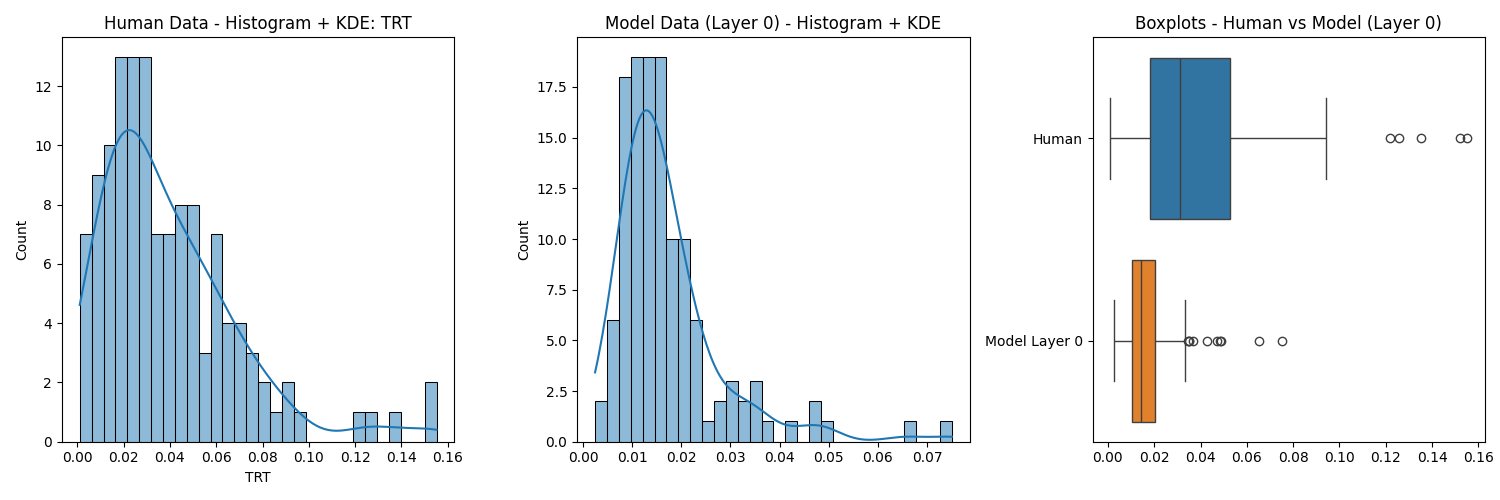 Human Data - Histogram + KDE: TRT
Count
12
10
8
6
4
2
0
0.00 0.02 0.04 0.06 0.08 0.10 0.12 0.14 0.16
TRT
Model Data (Layer 0) - Histogram + KDE
Count
17.5
15.0
12.5
10.0
7.5
5.0
2.5
0.0
0.00 0.01 0.02 0.03 0.04 0.05 0.06 0.07
Boxplots - Human vs Model (Layer 0)
Human
Model Layer 0
0.00 0.02 0.04 0.06 0.08 0.10 0.12 0.14 0.16